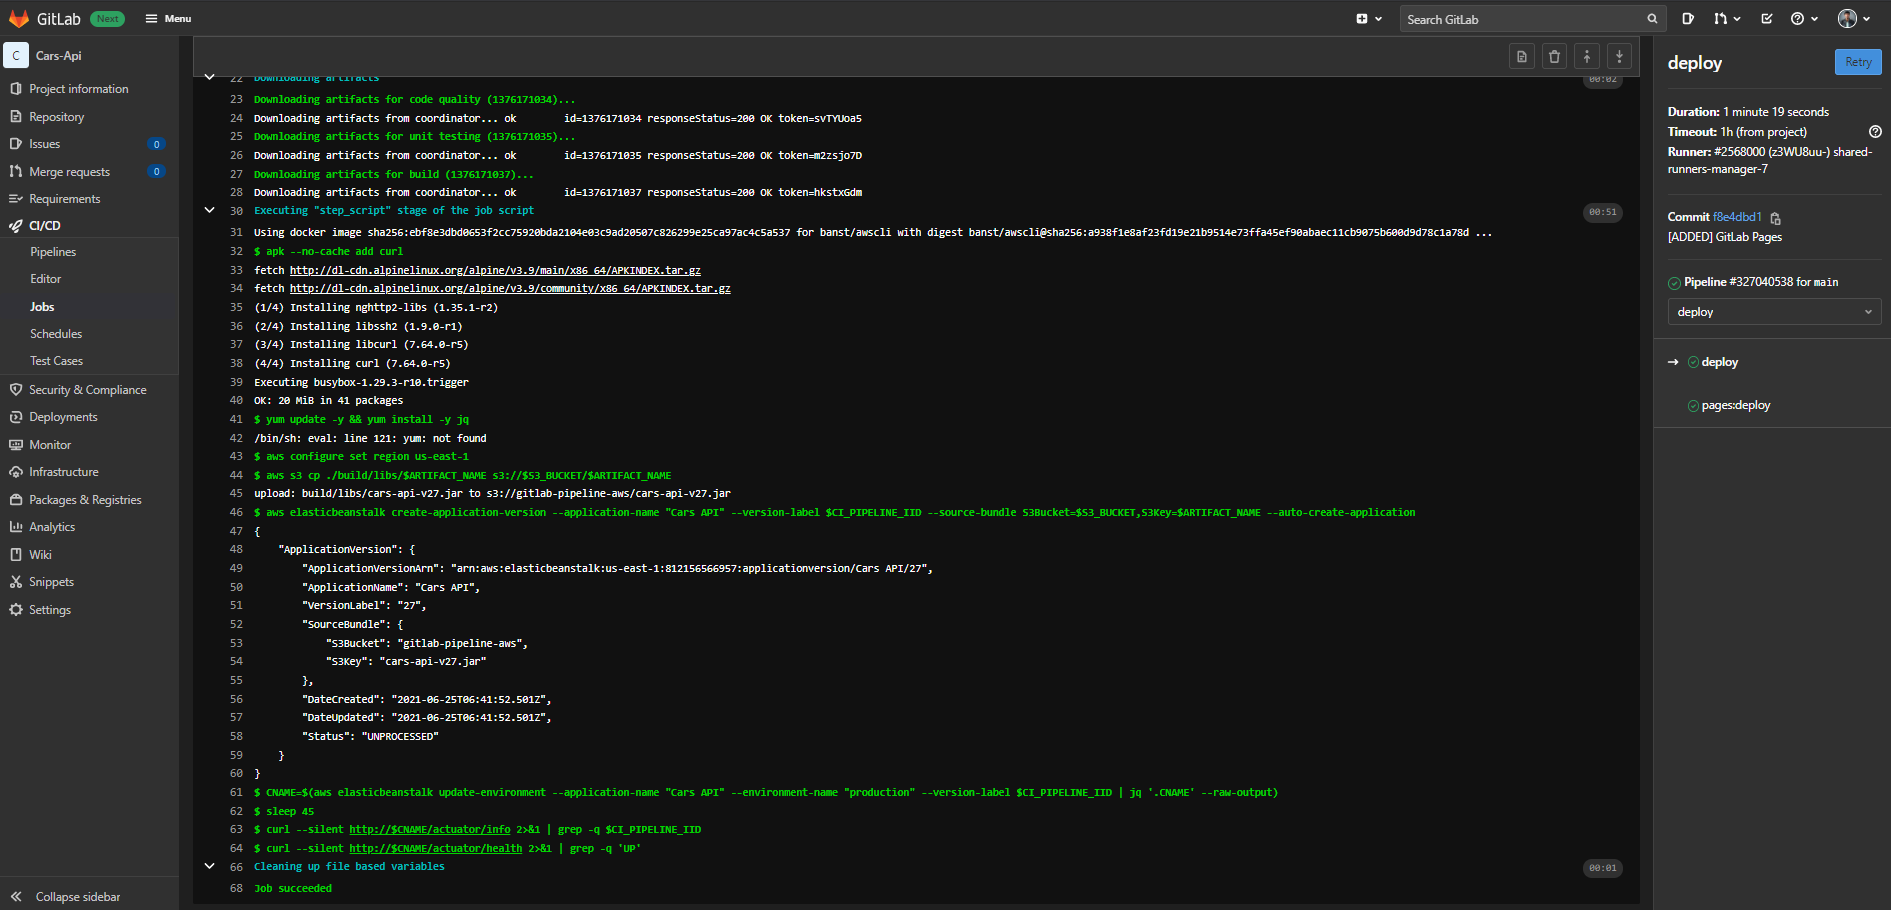 GitLab Next Menu
Search GitLab
C Cars-Api
Project information
Repository
Issues 0
Merge requests 0
Requirements
CI/CD
Pipelines
Editor
Jobs
Schedules
Test Cases
Security & Compliance
Deployments
Monitor
Infrastructure
Packages & Registries
Analytics
Wiki
Snippets
Settings
Collapse sidebar
22 Downloading artifacts 00:02
23 Downloading artifacts for code quality (1376171034)...
24 Downloading artifacts from coordinator... ok id=1376171034 responseStatus=200 OK token=svTYUoa5
25 Downloading artifacts for unit testing (1376171035)...
26 Downloading artifacts from coordinator... ok id=1376171035 responseStatus=200 OK token=m2zsjo7D
27 Downloading artifacts for build (1376171037)...
28 Downloading artifacts from coordinator... ok id=1376171037 responseStatus=200 OK token=hkstxGdm
30 Executing "step_script" stage of the job script 00:51
31 Using docker image sha256:ebf8e3dbd0653f2cc75920bda2104e03c9ad20507c826299e25ca97ac4c5a537 for banst/awscli with digest banst/awscli@sha256:a938f1e8af23fd19e21b9514e73ffa45ef90abaec11cb9075b600d9d78c1a78d ...
32 $ apk --no-cache add curl
33 fetch http://dl-cdn.alpinelinux.org/alpine/v3.9/main/x86_64/APKINDEX.tar.gz
34 fetch http://dl-cdn.alpinelinux.org/alpine/v3.9/community/x86_64/APKINDEX.tar.gz
35 (1/4) Installing nghttp2-libs (1.35.1-r2)
36 (2/4) Installing libssh2 (1.9.0-r1)
37 (3/4) Installing libcurl (7.64.0-r5)
38 (4/4) Installing curl (7.64.0-r5)
39 Executing busybox-1.29.3-r10.trigger
40 OK: 20 MiB in 41 packages
41 $ yum update -y && yum install -y jq
42 /bin/sh: eval: line 121: yum: not found
43 $ aws configure set region us-east-1
44 $ aws s3 cp ./build/libs/$ARTIFACT_NAME s3://$S3_BUCKET/$ARTIFACT_NAME
45 upload: build/libs/cars-api-v27.jar to s3://gitlab-pipeline-aws/cars-api-v27.jar
46 $ aws elasticbeanstalk create-application-version --application-name "Cars API" --version-label $CI_PIPELINE_IID --source-bundle S3Bucket=$S3_BUCKET,S3Key=$ARTIFACT_NAME --auto-create-application
47 {
48 "ApplicationVersion": {
49 "ApplicationVersionArn": "arn:aws:elasticbeanstalk:us-east-1:812156566957:applicationversion/Cars API/27",
50 "ApplicationName": "Cars API",
51 "VersionLabel": "27",
52 "SourceBundle": {
53 "S3Bucket": "gitlab-pipeline-aws",
54 "S3Key": "cars-api-v27.jar"
55 },
56 "DateCreated": "2021-06-25T06:41:52.501Z",
57 "DateUpdated": "2021-06-25T06:41:52.501Z",
58 "Status": "UNPROCESSED"
59 }
60 }
61 $ CNAME=$(aws elasticbeanstalk update-environment --application-name "Cars API" --environment-name "production" --version-label $CI_PIPELINE_IID | jq '.CNAME' --raw-output)
62 $ sleep 45
63 $ curl --silent http://$CNAME/actuator/info 2>&1 | grep -q $CI_PIPELINE_IID
64 $ curl --silent http://$CNAME/actuator/health 2>&1 | grep -q 'UP'
66 Cleaning up file based variables 00:01
68 Job succeeded
deploy Retry
Duration: 1 minute 19 seconds
Timeout: 1h (from project)
Runner: #2568000 (z3WU8uu-) shared-
runners-manager-7
Commit f8e4dbd1
[ADDED] GitLab Pages
Pipeline #327040538 for main
deploy
deploy
pages:deploy